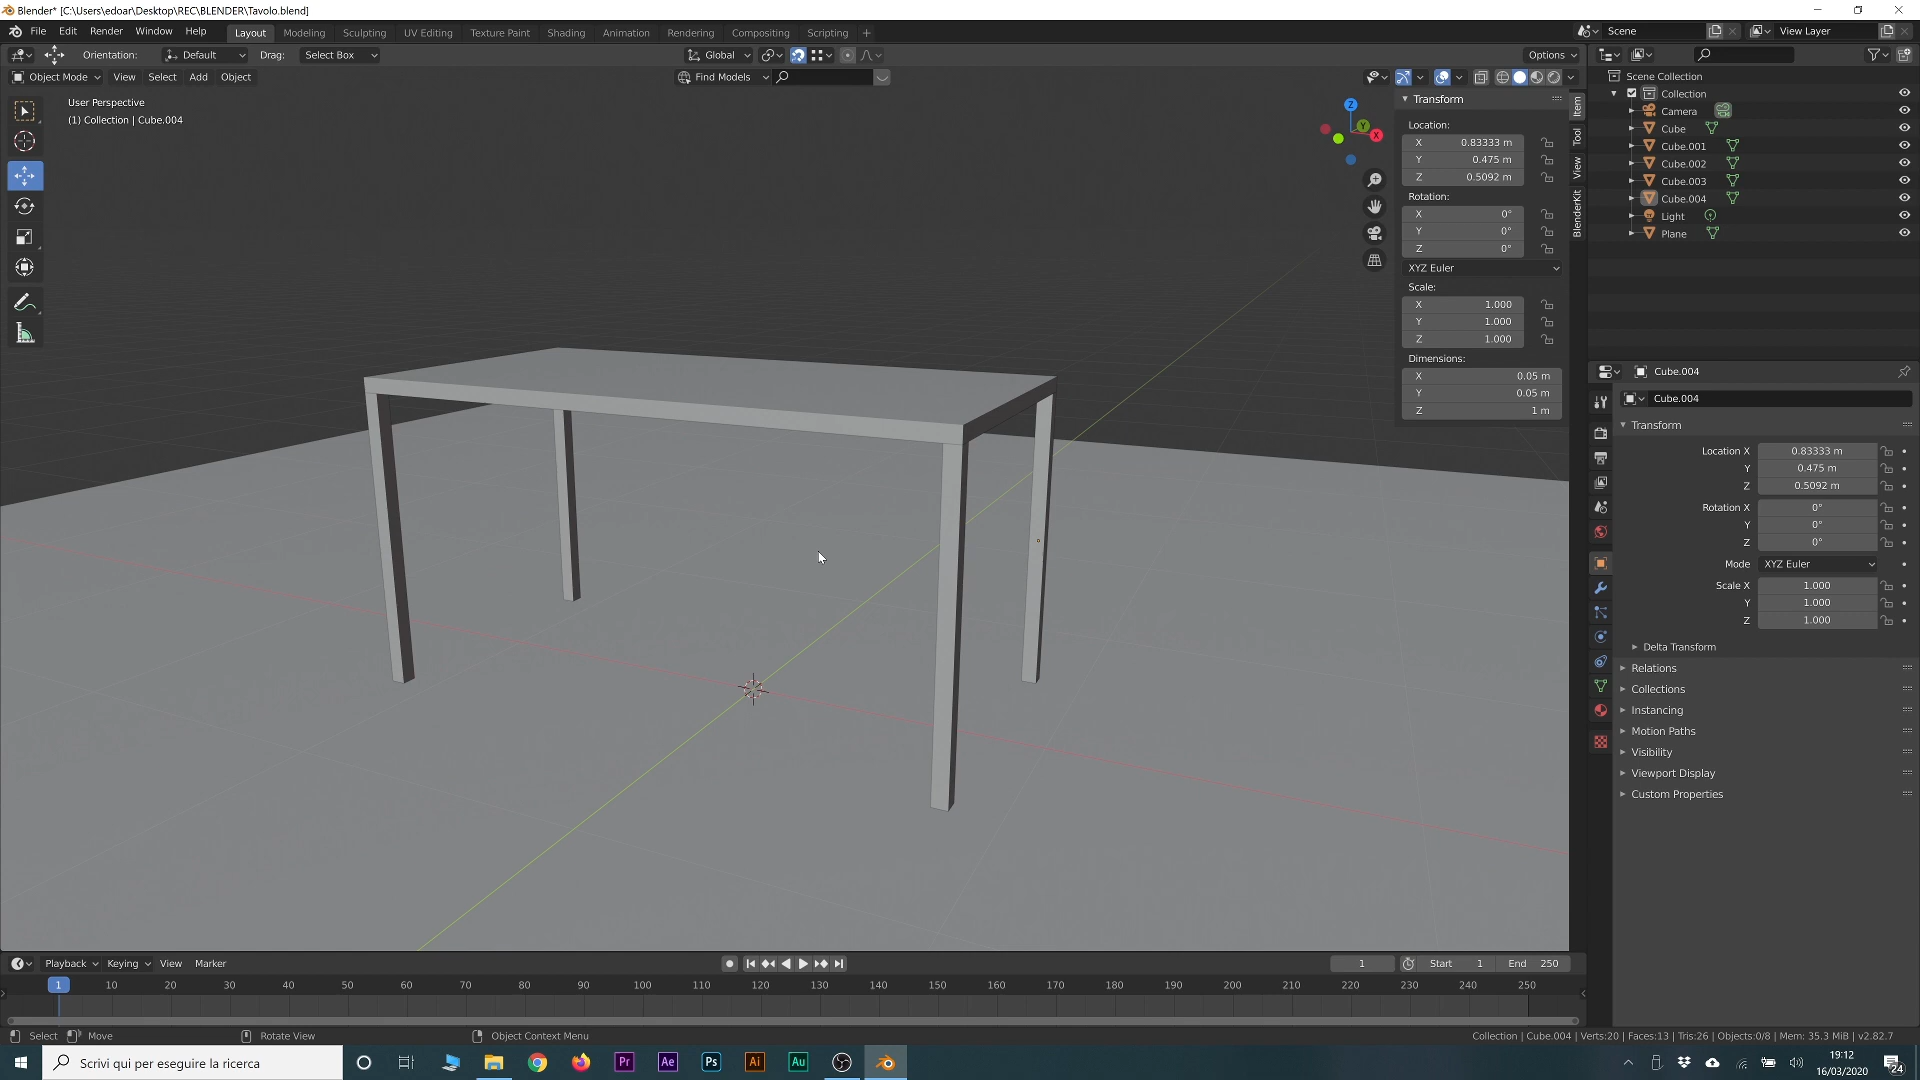 Blender* [C:\Users\edoar\Desktop\REC\BLENDER\Tavolo.blend]
File Edit Render Window Help Layout Modeling Sculpting UV Editing Texture Paint Shading Animation Rendering Compositing Scripting + Scene View Layer
Orientation: Default Drag: Select Box Global Options
Object Mode View Select Add Object Find Models
User Perspective
(1) Collection | Cube.004
Z
Y
X
Transform
Location:
X 0.83333 m
Y 0.475 m
Z 0.5092 m
Rotation:
X 0°
Y 0°
Z 0°
XYZ Euler
Scale:
X 1.000
Y 1.000
Z 1.000
Dimensions:
X 0.05 m
Y 0.05 m
Z 1 m
Item
Tool
View
BlenderKit
Scene Collection
Collection
Camera
Cube
Cube.001
Cube.002
Cube.003
Cube.004
Light
Plane
Cube.004
Cube.004
Transform
Location X 0.83333 m
Y 0.475 m
Z 0.5092 m
Rotation X 0°
Y 0°
Z 0°
Mode XYZ Euler
Scale X 1.000
Y 1.000
Z 1.000
Delta Transform
Relations
Collections
Instancing
Motion Paths
Visibility
Viewport Display
Custom Properties
Playback Keying View Marker 1 Start 1 End 250
1 10 20 30 40 50 60 70 80 90 100 110 120 130 140 150 160 170 180 190 200 210 220 230 240 250
Select Move Rotate View Object Context Menu Collection | Cube.004 | Verts:20 | Faces:13 | Tris:26 | Objects:0/8 | Mem: 35.3 MiB | v2.82.7
Scrivi qui per eseguire la ricerca Pr Ae Ps Ai Au
19:12
16/03/2020
24